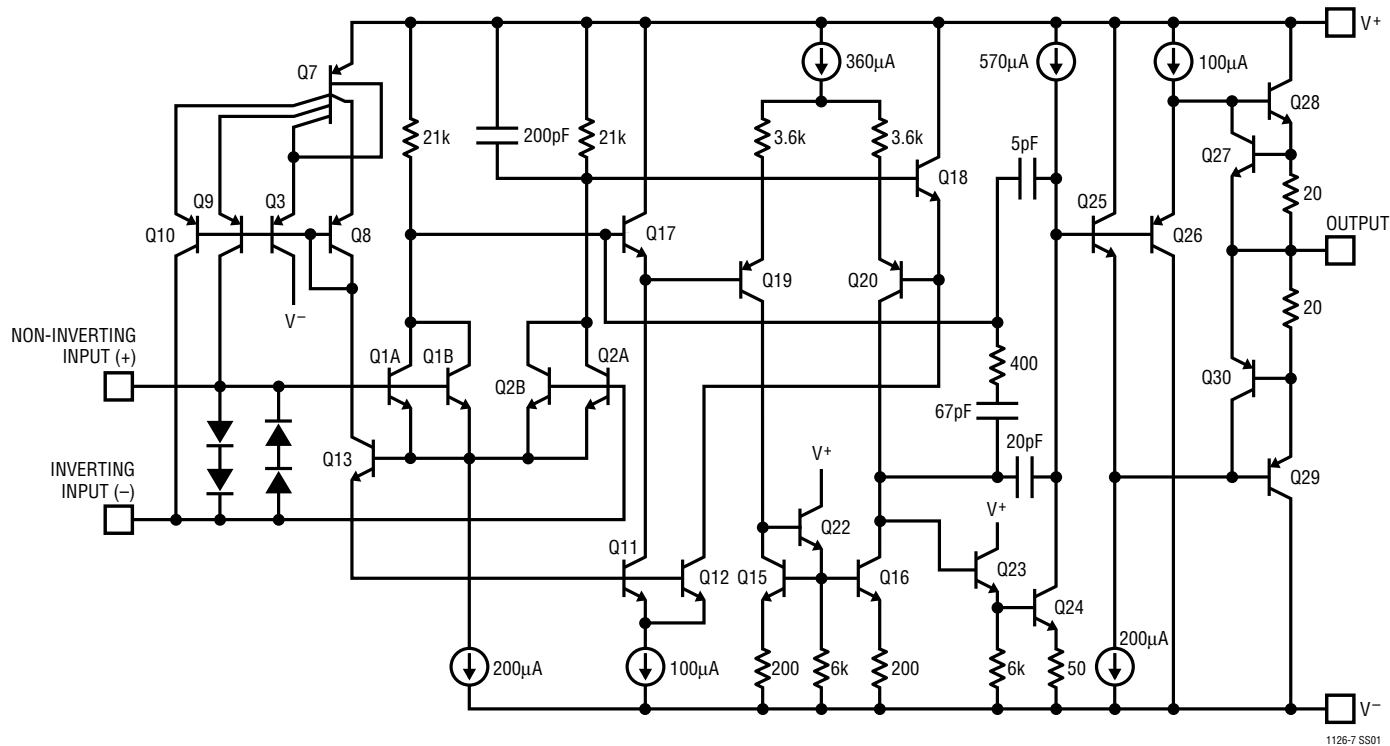 V+
Q7
360µA
570µA
100µA
Q28
21k
200pF
21k
3.6k
3.6k
5pF
Q27
Q18
20
Q9
Q3
Q25
Q10
Q8
Q17
Q26
OUTPUT
Q19
Q20
20
V–
NON-INVERTING
INPUT (+)
Q1A
Q1B
Q2A
Q2B
400
Q30
67pF
20pF
Q13
V+
INVERTING
INPUT (–)
Q29
V+
Q22
Q11
Q12
Q15
Q16
Q23
Q24
200µA
200µA
100µA
200
6k
200
6k
50
V–
1126-7 SS01